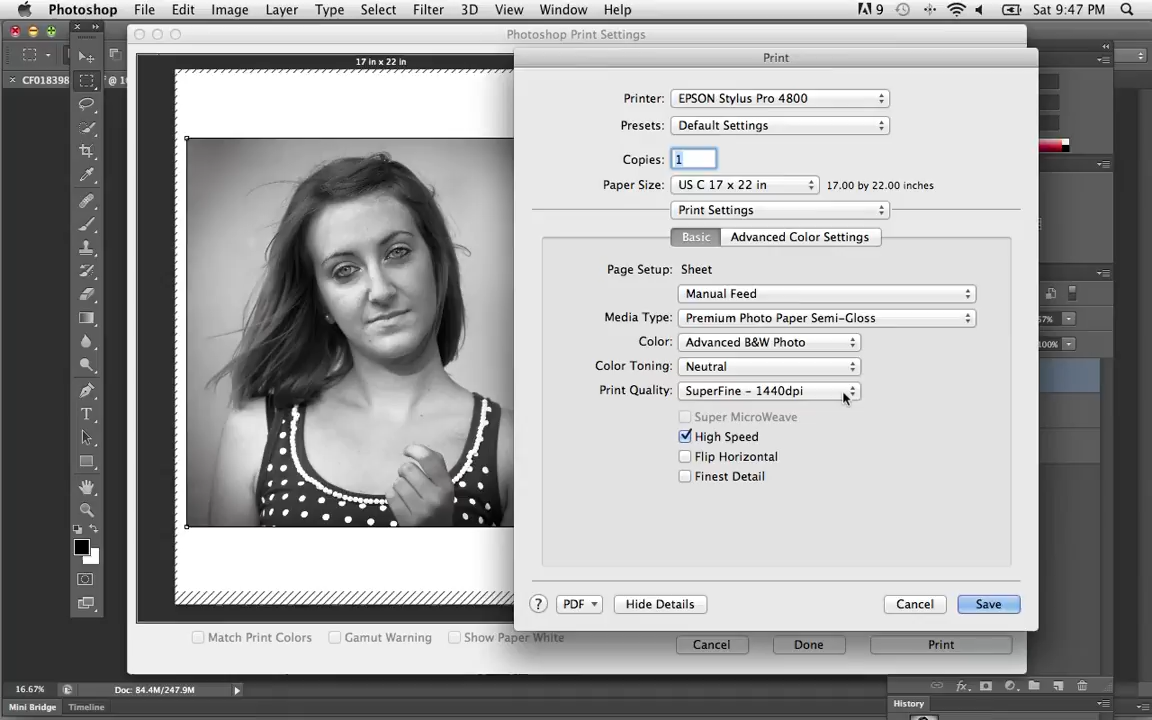 Photoshop File Edit Image Layer Type Select Filter 3D View Window Help 9 Sat 9:47 PM
Photoshop Print Settings
17 in x 22 in
Print
CF018398 @ 1
Printer: EPSON Stylus Pro 4800
Presets: Default Settings
Copies: 1
Paper Size: US C 17 x 22 in 17.00 by 22.00 inches
Print Settings
Basic Advanced Color Settings
Page Setup: Sheet
Manual Feed
Media Type: Premium Photo Paper Semi-Gloss
Color: Advanced B&W Photo
Color Toning: Neutral
Print Quality: SuperFine - 1440dpi
Super MicroWeave
High Speed
Flip Horizontal
Finest Detail
57%
100%
? PDF Hide Details Cancel Save
Match Print Colors Gamut Warning Show Paper White Cancel Done Print
16.67% Doc: 84.4M/247.9M
Mini Bridge Timeline
History